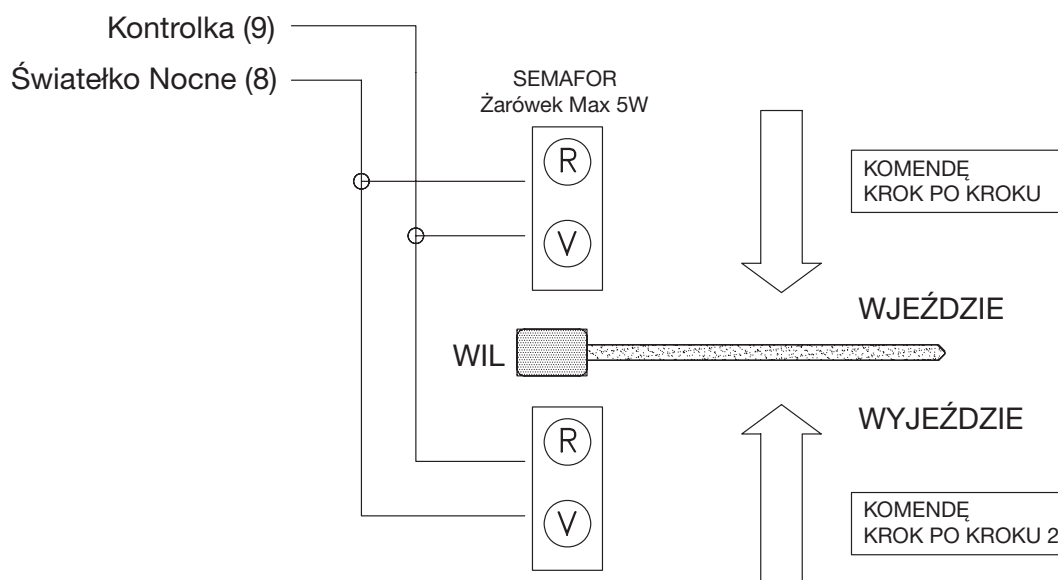 Kontrolka (9)
Światełko Nocne (8)
SEMAFOR
Żarówek Max 5W
R
V
KOMENDĘ
KROK PO KROKU
WJEŹDZIE
WIL
WYJEŹDZIE
R
V
KOMENDĘ
KROK PO KROKU 2